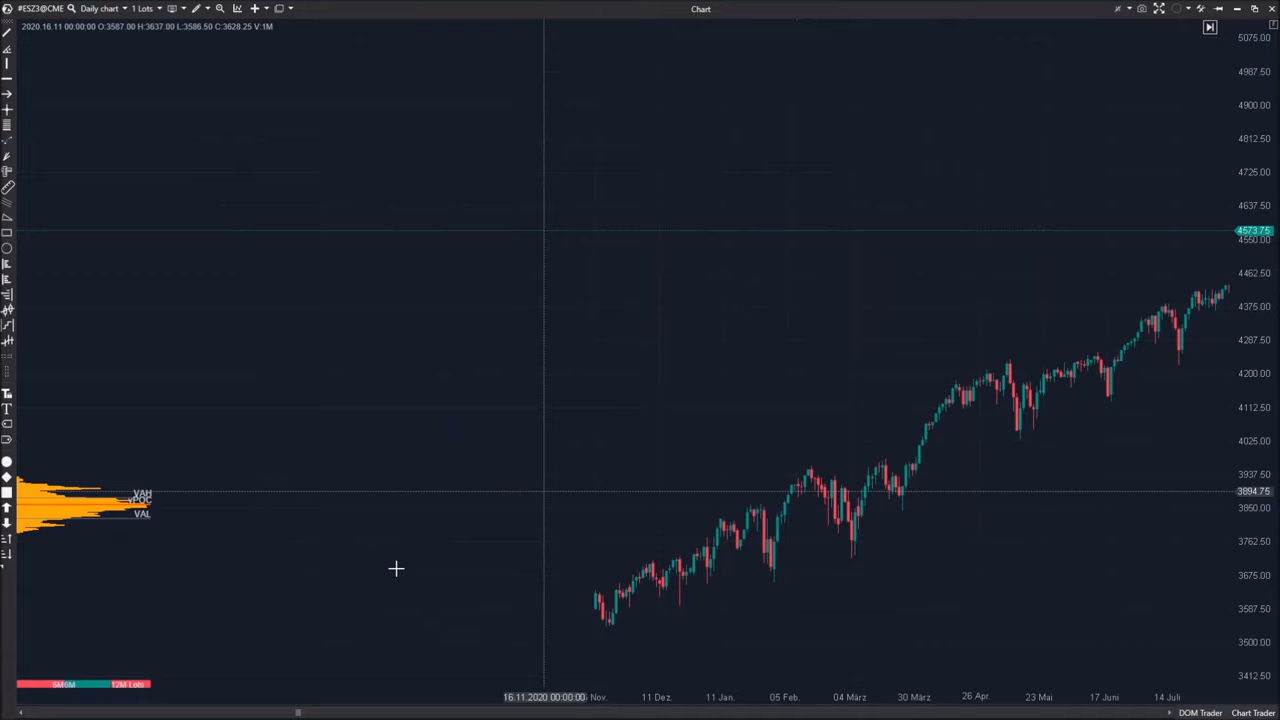 #ESZ3@CME Daily chart 1 Lots Chart
2020.16.11 00:00:00 O:3587.00 H:3637.00 L:3586.50 C:3628.25 V:1M
5075.00
4987.50
4900.00
4812.50
4725.00
4637.50
4573.75
4550.00
4462.50
4375.00
4287.50
4200.00
4112.50
4025.00
3937.50
3894.75
3850.00
3762.50
3675.00
3587.50
3500.00
3412.50
VAH
vPOC
VAL
6M6M 12M Lots
16.11.2020 00:00:00 Nov. 11 Dez. 11 Jan. 05 Feb. 04 März 30 März 26 Apr. 23 Mai 17 Juni 14 Juli
DOM Trader Chart Trader